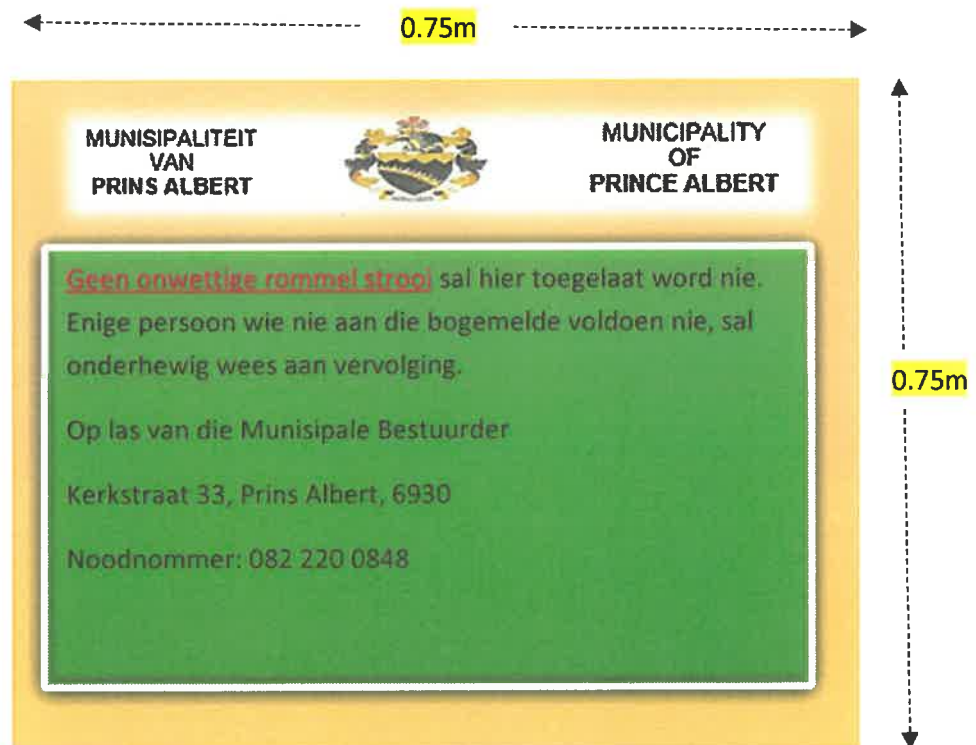 0.75m
MUNISIPALITEIT
VAN
PRINS ALBERT
MUNICIPALITY
OF
PRINCE ALBERT
Geen onwettige rommel strooi sal hier toegelaat word nie.
Enige persoon wie nie aan die bogemelde voldoen nie, sal
onderhewig wees aan vervolging.
Op las van die Munisipale Bestuurder
Kerkstraat 33, Prins Albert, 6930
Noodnommer: 082 220 0848
0.75m